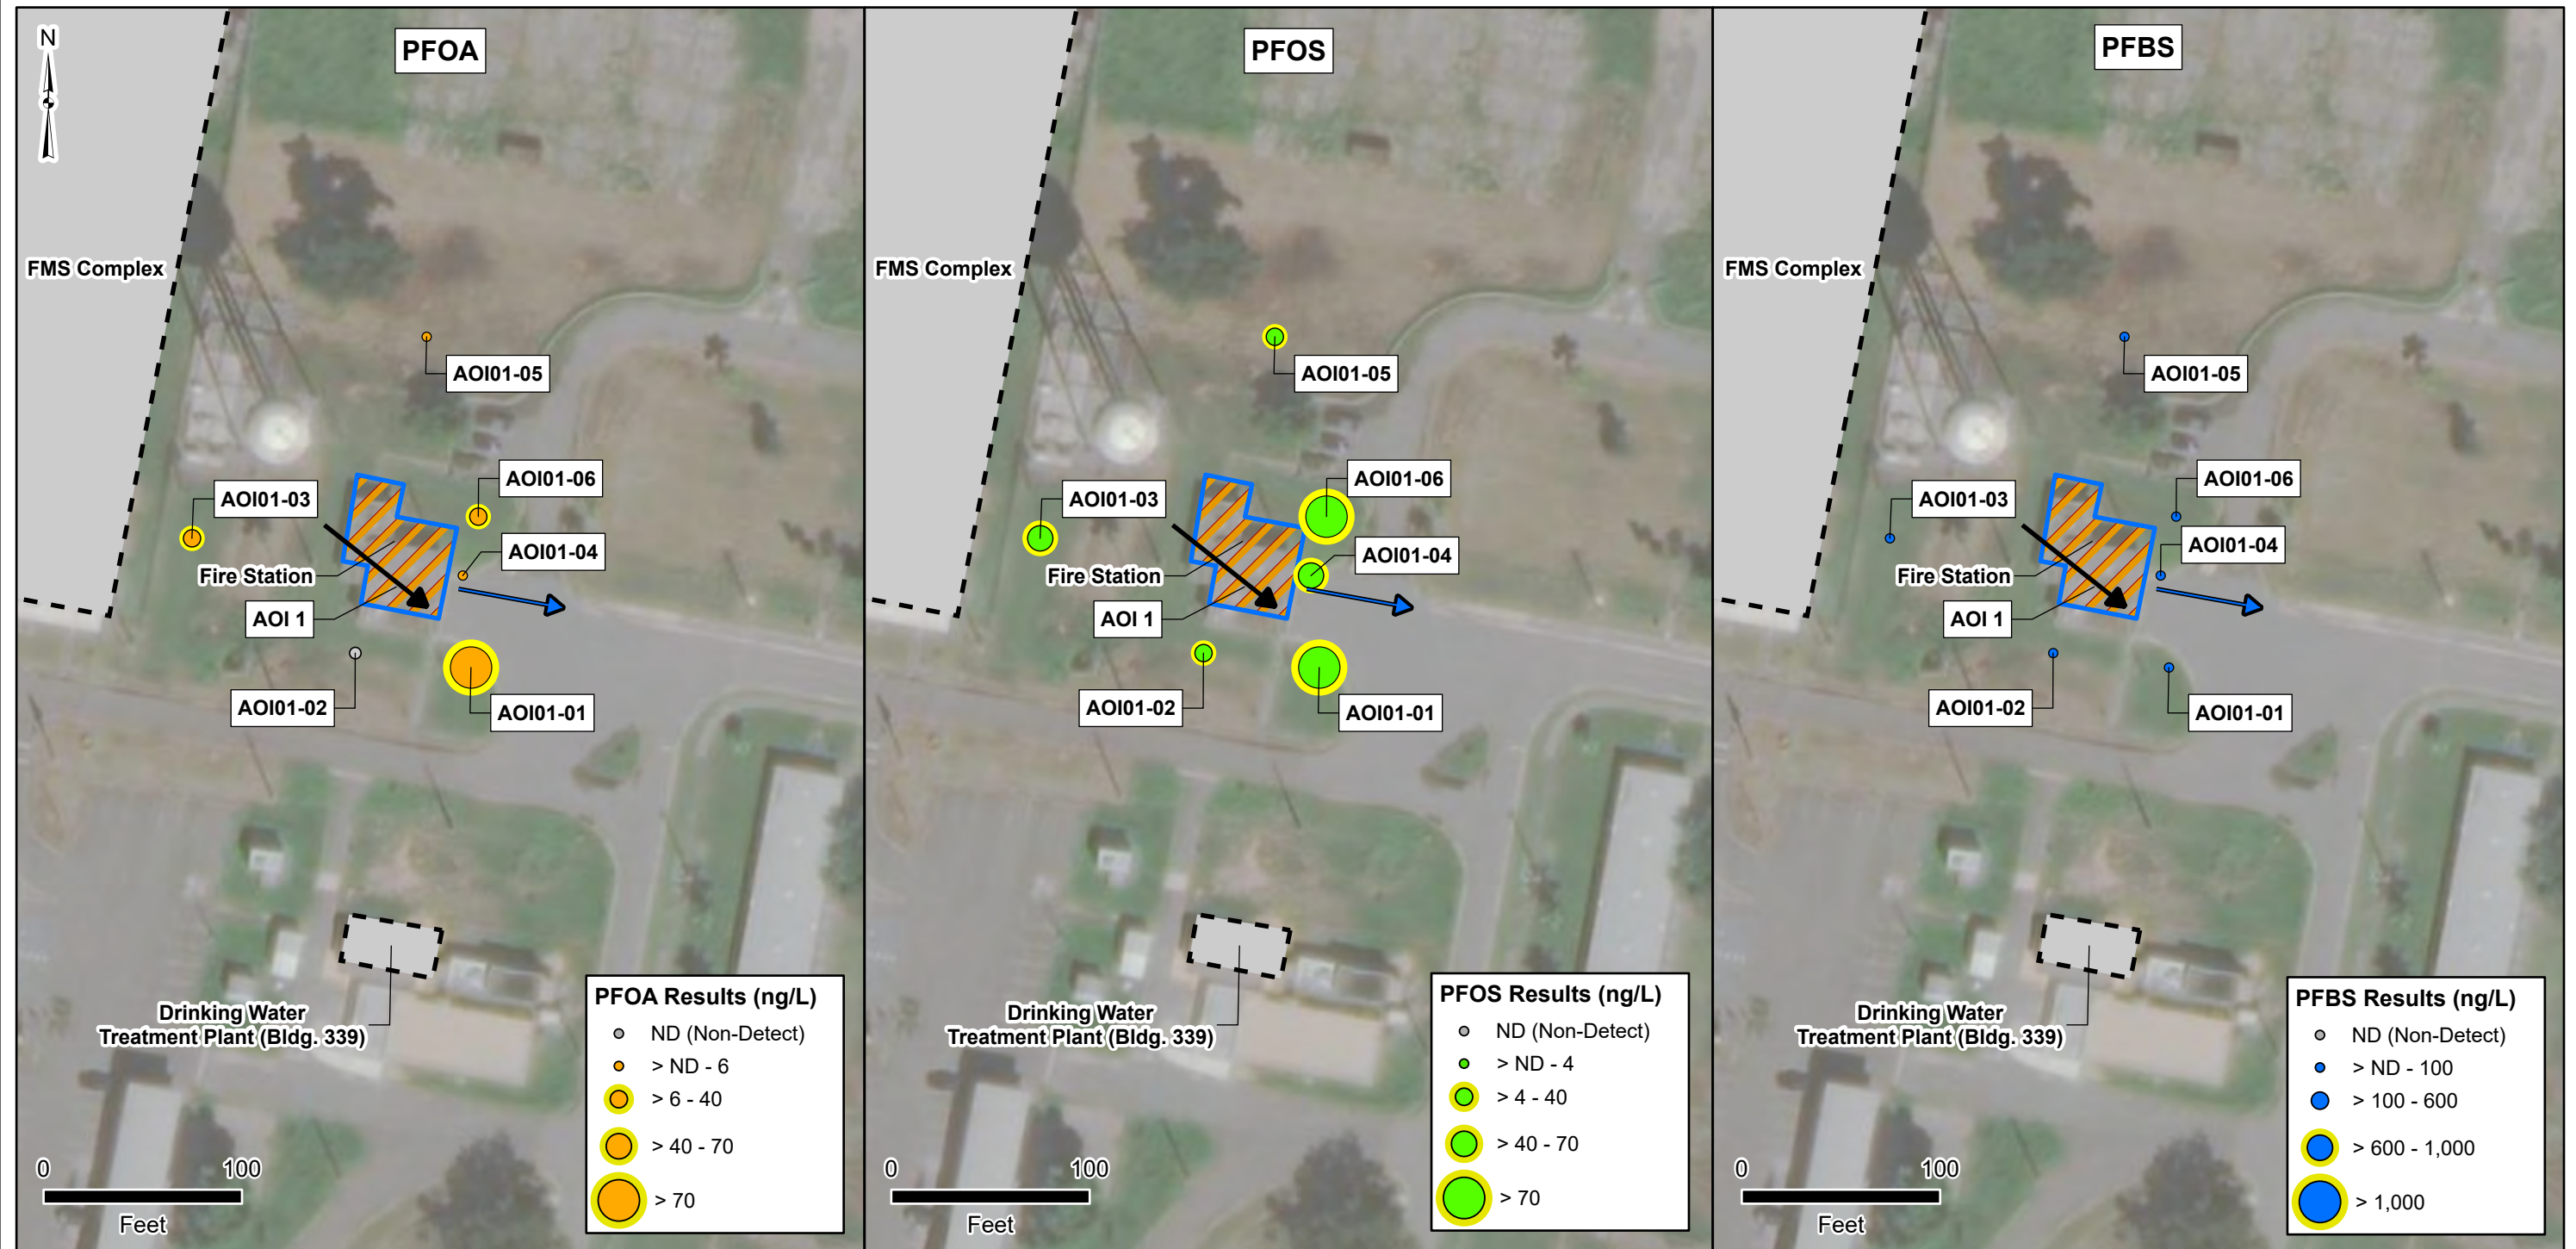 N
PFOA
FMS Complex
AOI01-05
AOI01-06
AOI01-03
AOI01-04
Fire Station
AOI 1
AOI01-02
AOI01-01
Drinking Water
Treatment Plant (Bldg. 339)
0 100
Feet
PFOA Results (ng/L)
ND (Non-Detect)
> ND - 6
> 6 - 40
> 40 - 70
> 70
PFOS
FMS Complex
AOI01-05
AOI01-06
AOI01-03
AOI01-04
Fire Station
AOI 1
AOI01-02
AOI01-01
Drinking Water
Treatment Plant (Bldg. 339)
0 100
Feet
PFOS Results (ng/L)
ND (Non-Detect)
> ND - 4
> 4 - 40
> 40 - 70
> 70
PFBS
FMS Complex
AOI01-05
AOI01-06
AOI01-03
AOI01-04
Fire Station
AOI 1
AOI01-02
AOI01-01
Drinking Water
Treatment Plant (Bldg. 339)
0 100
Feet
PFBS Results (ng/L)
ND (Non-Detect)
> ND - 100
> 100 - 600
> 600 - 1,000
> 1,000